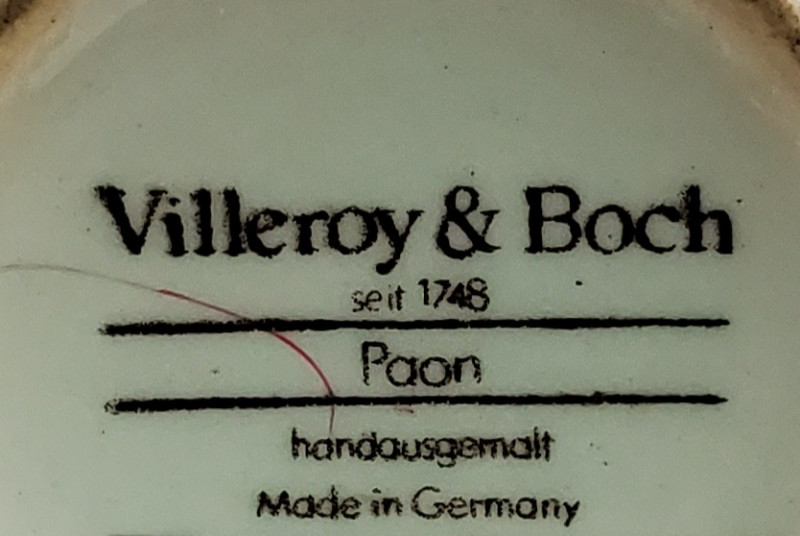 Villeroy & Boch
seit 1748
Paon
handausgemalt
Made in Germany